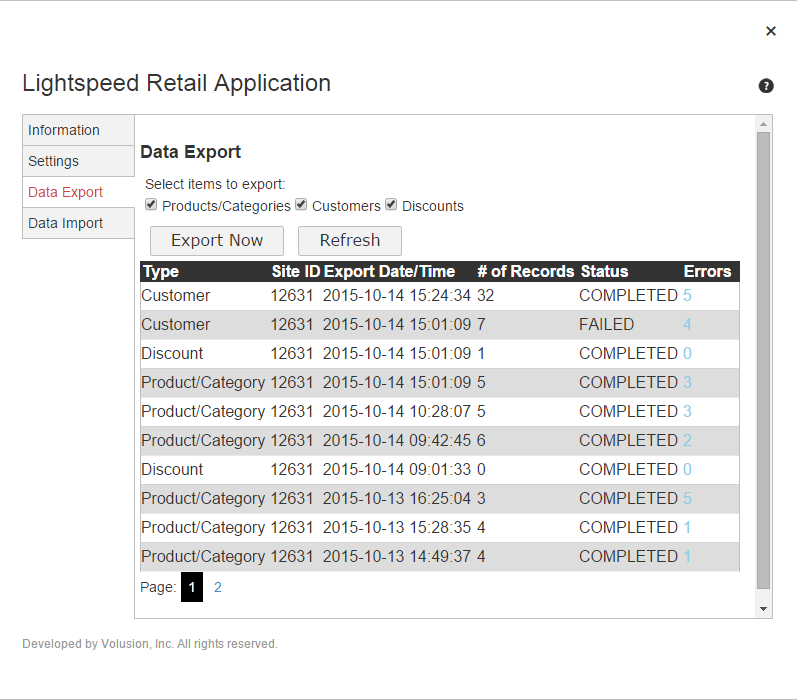 ×
Lightspeed Retail Application
?
Information
Settings
Data Export
Data Import
Data Export
Select items to export:
Products/Categories Customers Discounts
Export Now Refresh
Type Site ID Export Date/Time # of Records Status Errors
Customer 12631 2015-10-14 15:24:34 32 COMPLETED 5
Customer 12631 2015-10-14 15:01:09 7 FAILED 4
Discount 12631 2015-10-14 15:01:09 1 COMPLETED 0
Product/Category 12631 2015-10-14 15:01:09 5 COMPLETED 3
Product/Category 12631 2015-10-14 10:28:07 5 COMPLETED 3
Product/Category 12631 2015-10-14 09:42:45 6 COMPLETED 2
Discount 12631 2015-10-14 09:01:33 0 COMPLETED 0
Product/Category 12631 2015-10-13 16:25:04 3 COMPLETED 5
Product/Category 12631 2015-10-13 15:28:35 4 COMPLETED 1
Product/Category 12631 2015-10-13 14:49:37 4 COMPLETED 1
Page: 1 2
Developed by Volusion, Inc. All rights reserved.